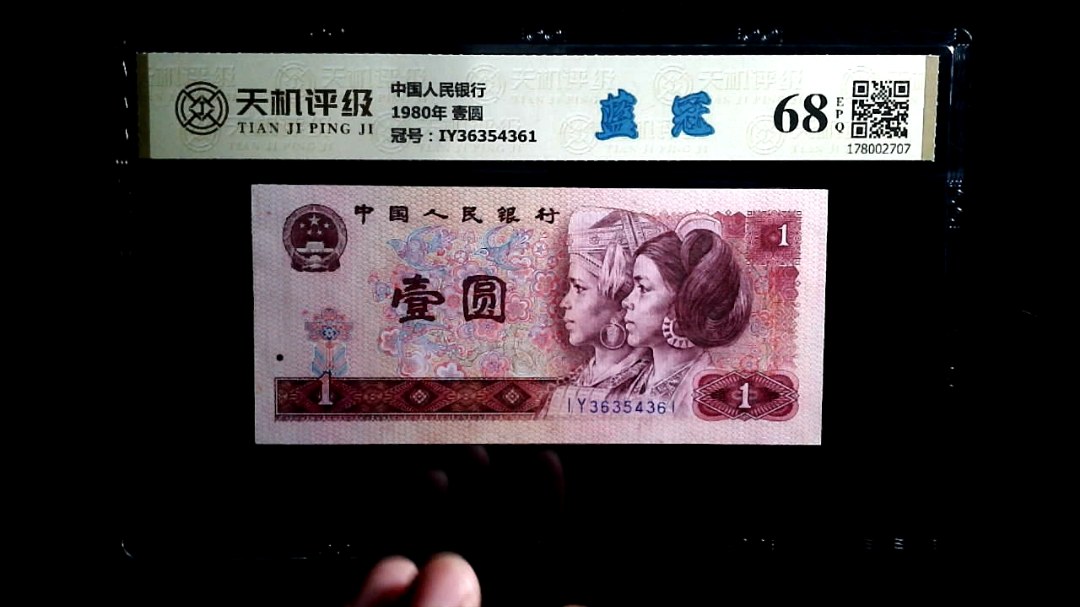 天机评级
TIAN JI PING JI
中国人民银行
1980年 壹圆
冠号：IY36354361
蓝冠
68
EPQ
178002707
中国人民银行
1
壹圆
1
1
IY36354361